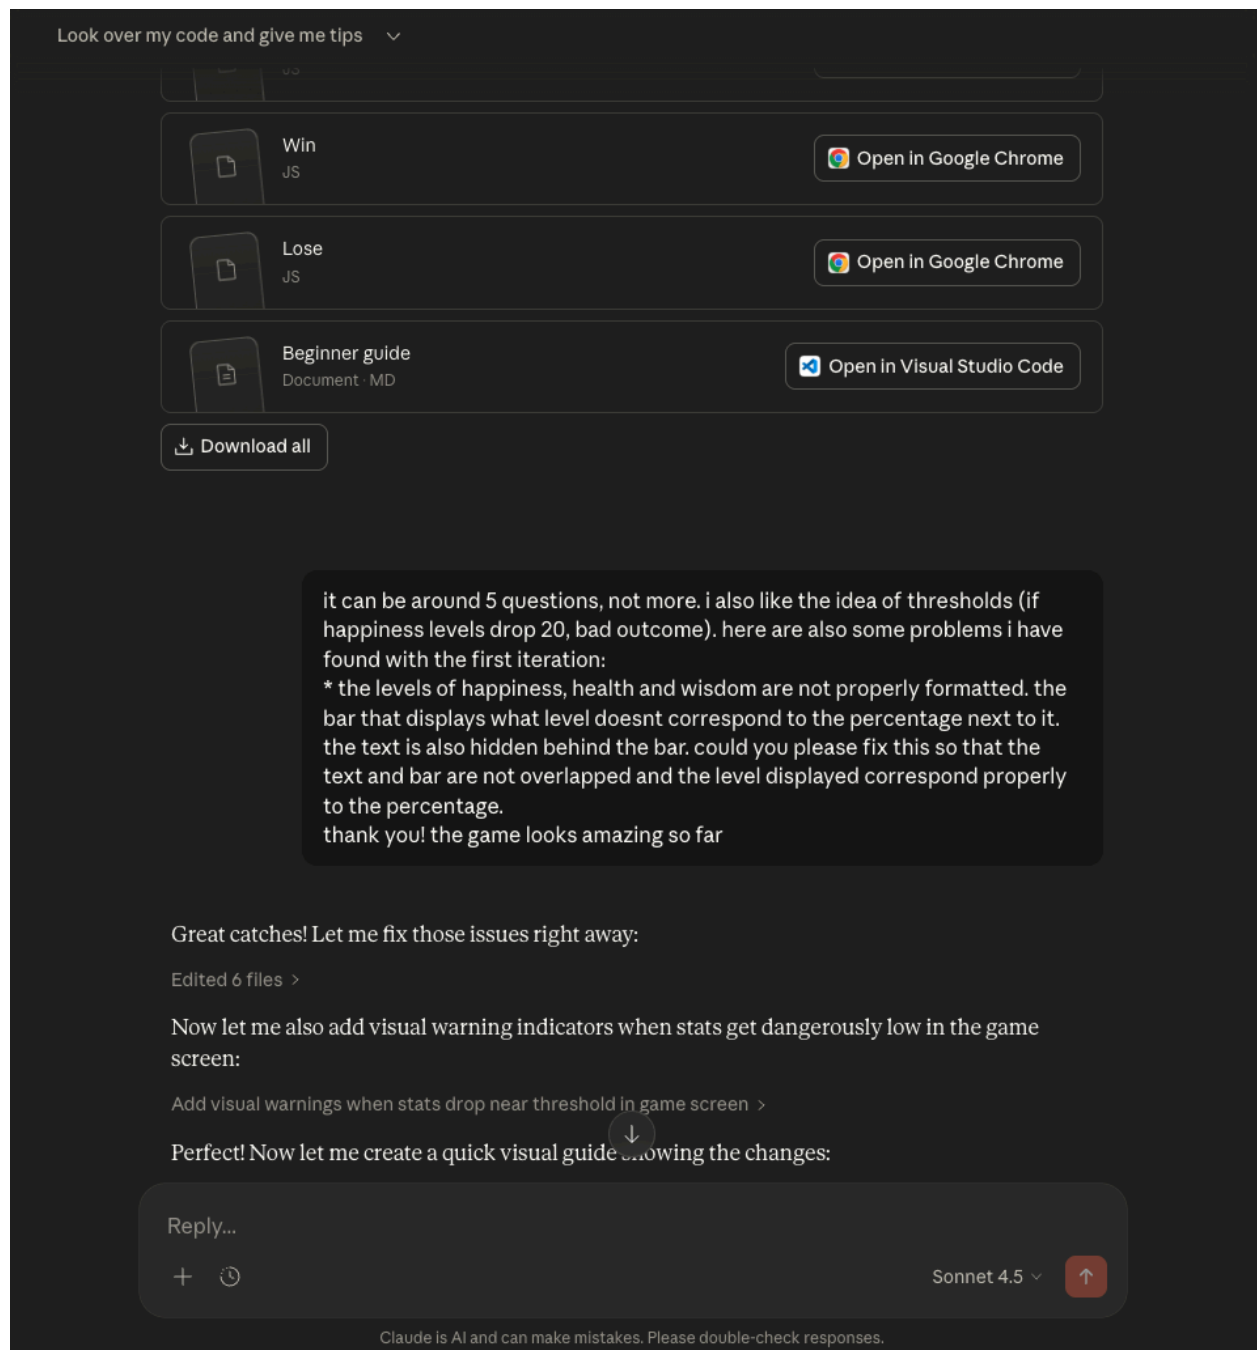 Look over my code and give me tips
JS
Win
JS
Open in Google Chrome
Lose
JS
Open in Google Chrome
Beginner guide
Document · MD
Open in Visual Studio Code
Download all
it can be around 5 questions, not more. i also like the idea of thresholds (if
happiness levels drop 20, bad outcome). here are also some problems i have
found with the first iteration:
* the levels of happiness, health and wisdom are not properly formatted. the
bar that displays what level doesnt correspond to the percentage next to it.
the text is also hidden behind the bar. could you please fix this so that the
text and bar are not overlapped and the level displayed correspond properly
to the percentage.
thank you! the game looks amazing so far
Great catches! Let me fix those issues right away:
Edited 6 files >
Now let me also add visual warning indicators when stats get dangerously low in the game
screen:
Add visual warnings when stats drop near threshold in game screen >
Perfect! Now let me create a quick visual guide showing the changes:
Reply...
Sonnet 4.5
Claude is AI and can make mistakes. Please double-check responses.